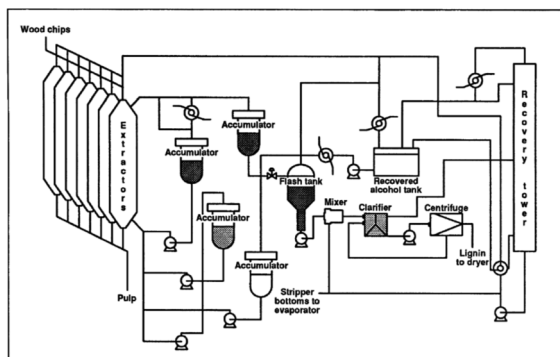 Wood chips
Extractors
Accumulator
Accumulator
Accumulator
Accumulator
Flash tank
Recovered
alcohol tank
Mixer
Clarifier
Centrifuge
Lignin
to dryer
Recovery tower
Stripper
bottoms to
evaporator
Pulp